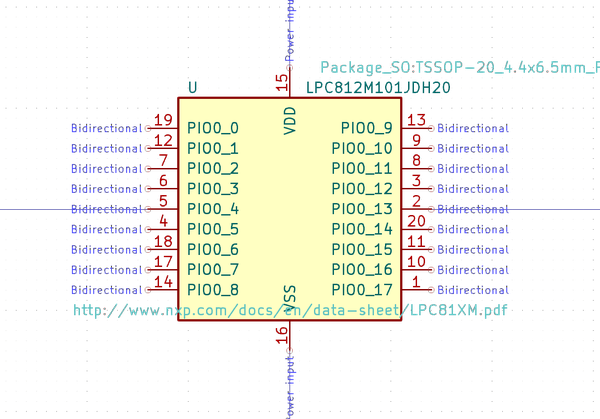 Power inpu
Package_SO:TSSOP-20_4.4x6.5mm_P
15
U LPC812M101JDH20
VDD
Bidirectional 19 PIO0_0 PIO0_9 13 Bidirectional
Bidirectional 12 PIO0_1 PIO0_10 9 Bidirectional
Bidirectional 7 PIO0_2 PIO0_11 8 Bidirectional
Bidirectional 6 PIO0_3 PIO0_12 3 Bidirectional
Bidirectional 5 PIO0_4 PIO0_13 2 Bidirectional
Bidirectional 4 PIO0_5 PIO0_14 20 Bidirectional
Bidirectional 18 PIO0_6 PIO0_15 11 Bidirectional
Bidirectional 17 PIO0_7 PIO0_16 10 Bidirectional
Bidirectional 14 PIO0_8 PIO0_17 1 Bidirectional
VSS
http://www.nxp.com/docs/en/data-sheet/LPC81XM.pdf
16
ower input